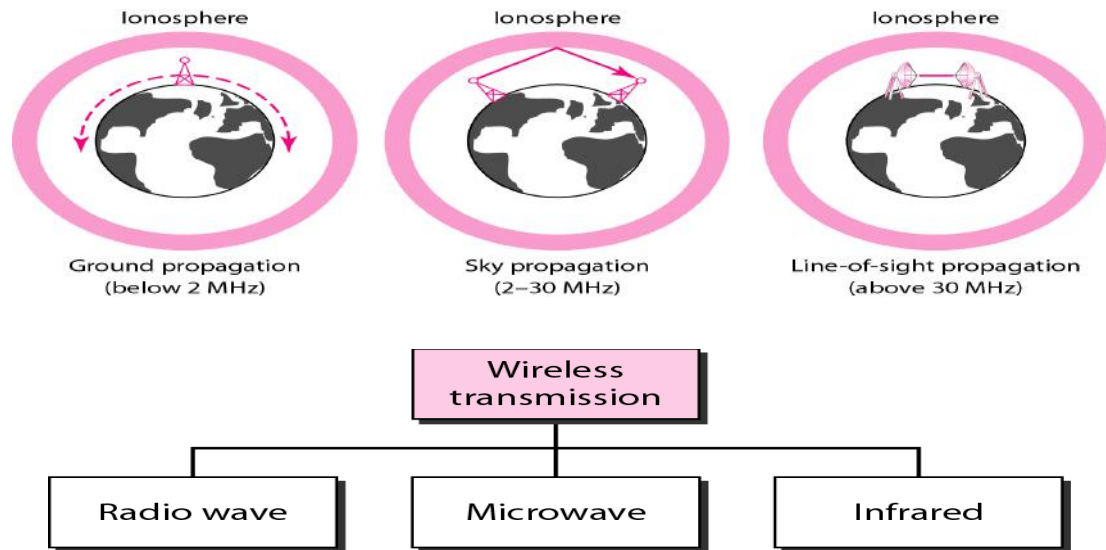 Ionosphere
Ionosphere
Ionosphere
Ground propagation
(below 2 MHz)
Sky propagation
(2–30 MHz)
Line-of-sight propagation
(above 30 MHz)
Wireless
transmission
Radio wave
Microwave
Infrared